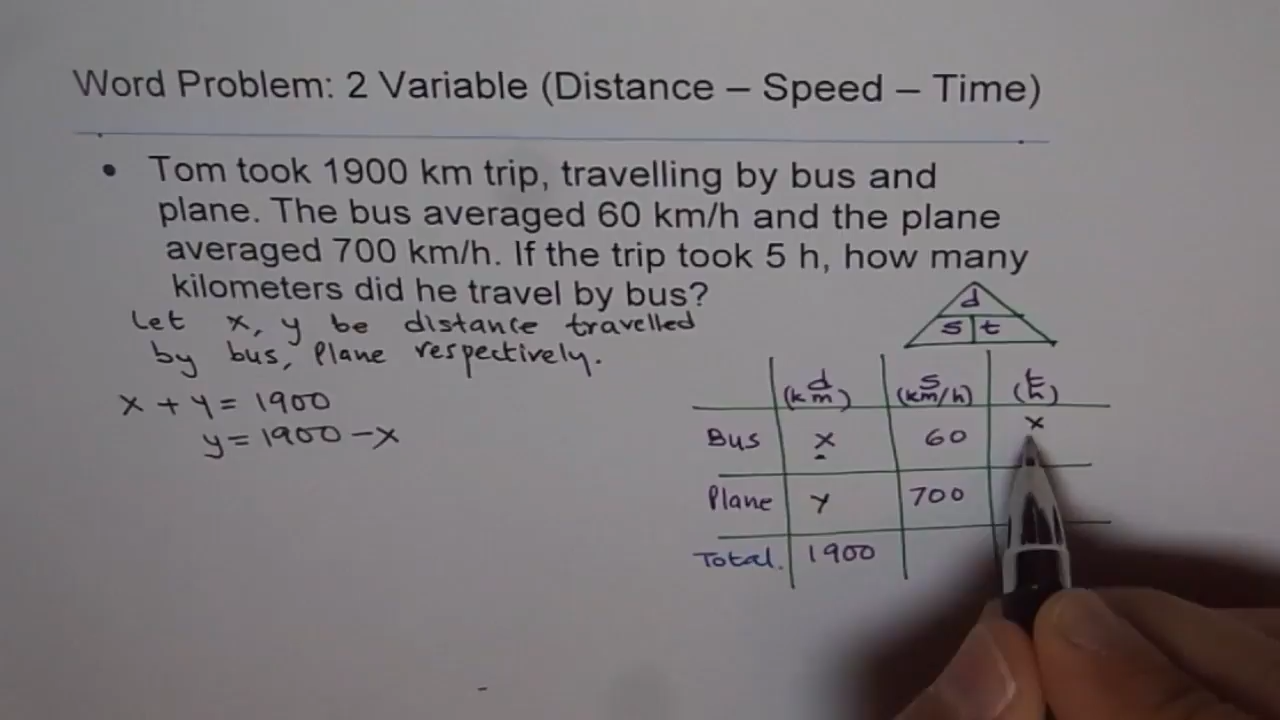 Word Problem: 2 Variable (Distance – Speed – Time)
• Tom took 1900 km trip, travelling by bus and
plane. The bus averaged 60 km/h and the plane
averaged 700 km/h. If the trip took 5 h, how many
kilometers did he travel by bus?
Let x, y be distance travelled
by bus, Plane respectively.
x + y = 1900
y = 1900 - x
d
s t
d s t
(km) (km/h) (h)
Bus x 60 x
Plane y 700
Total. 1900